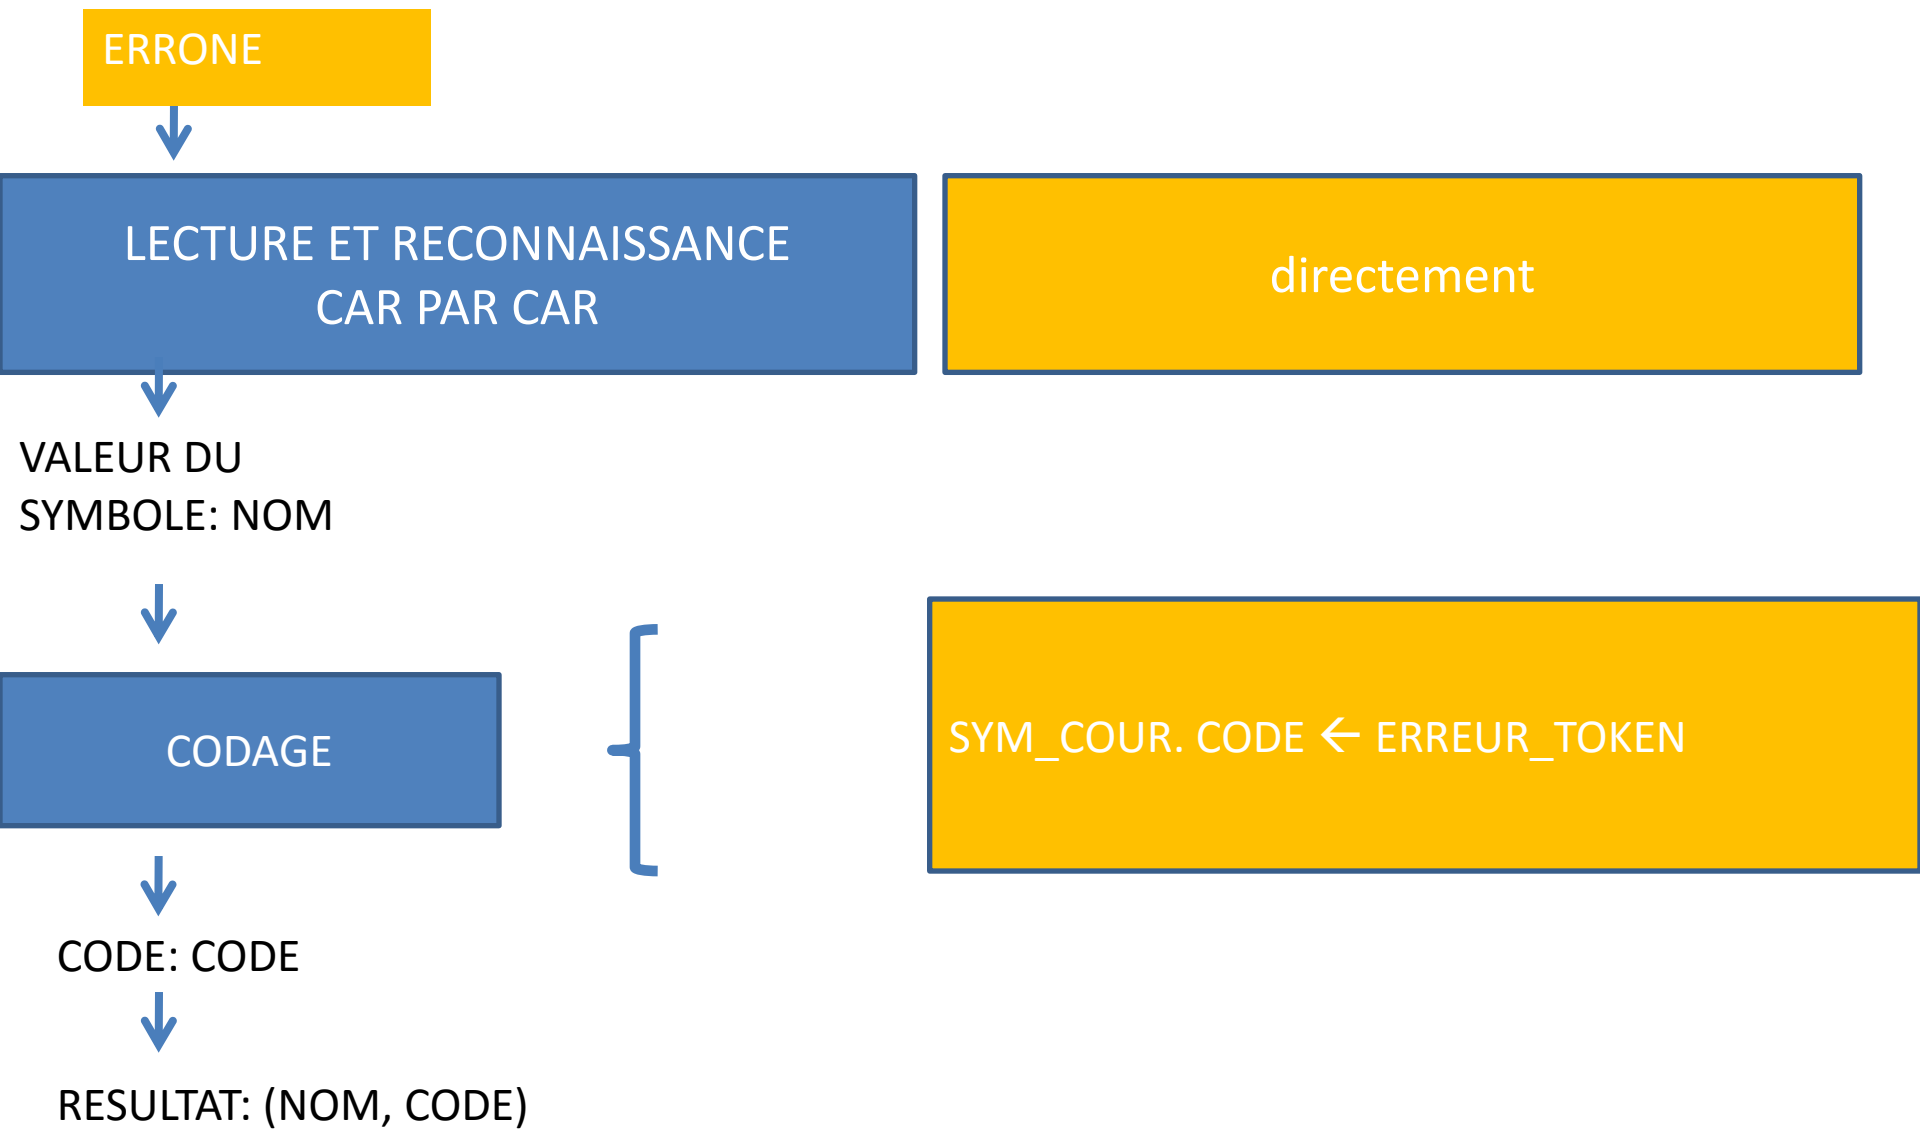 ERRONE
LECTURE ET RECONNAISSANCE
CAR PAR CAR
directement
VALEUR DU
SYMBOLE: NOM
CODAGE
SYM_COUR. CODE ← ERREUR_TOKEN
CODE: CODE
RESULTAT: (NOM, CODE)